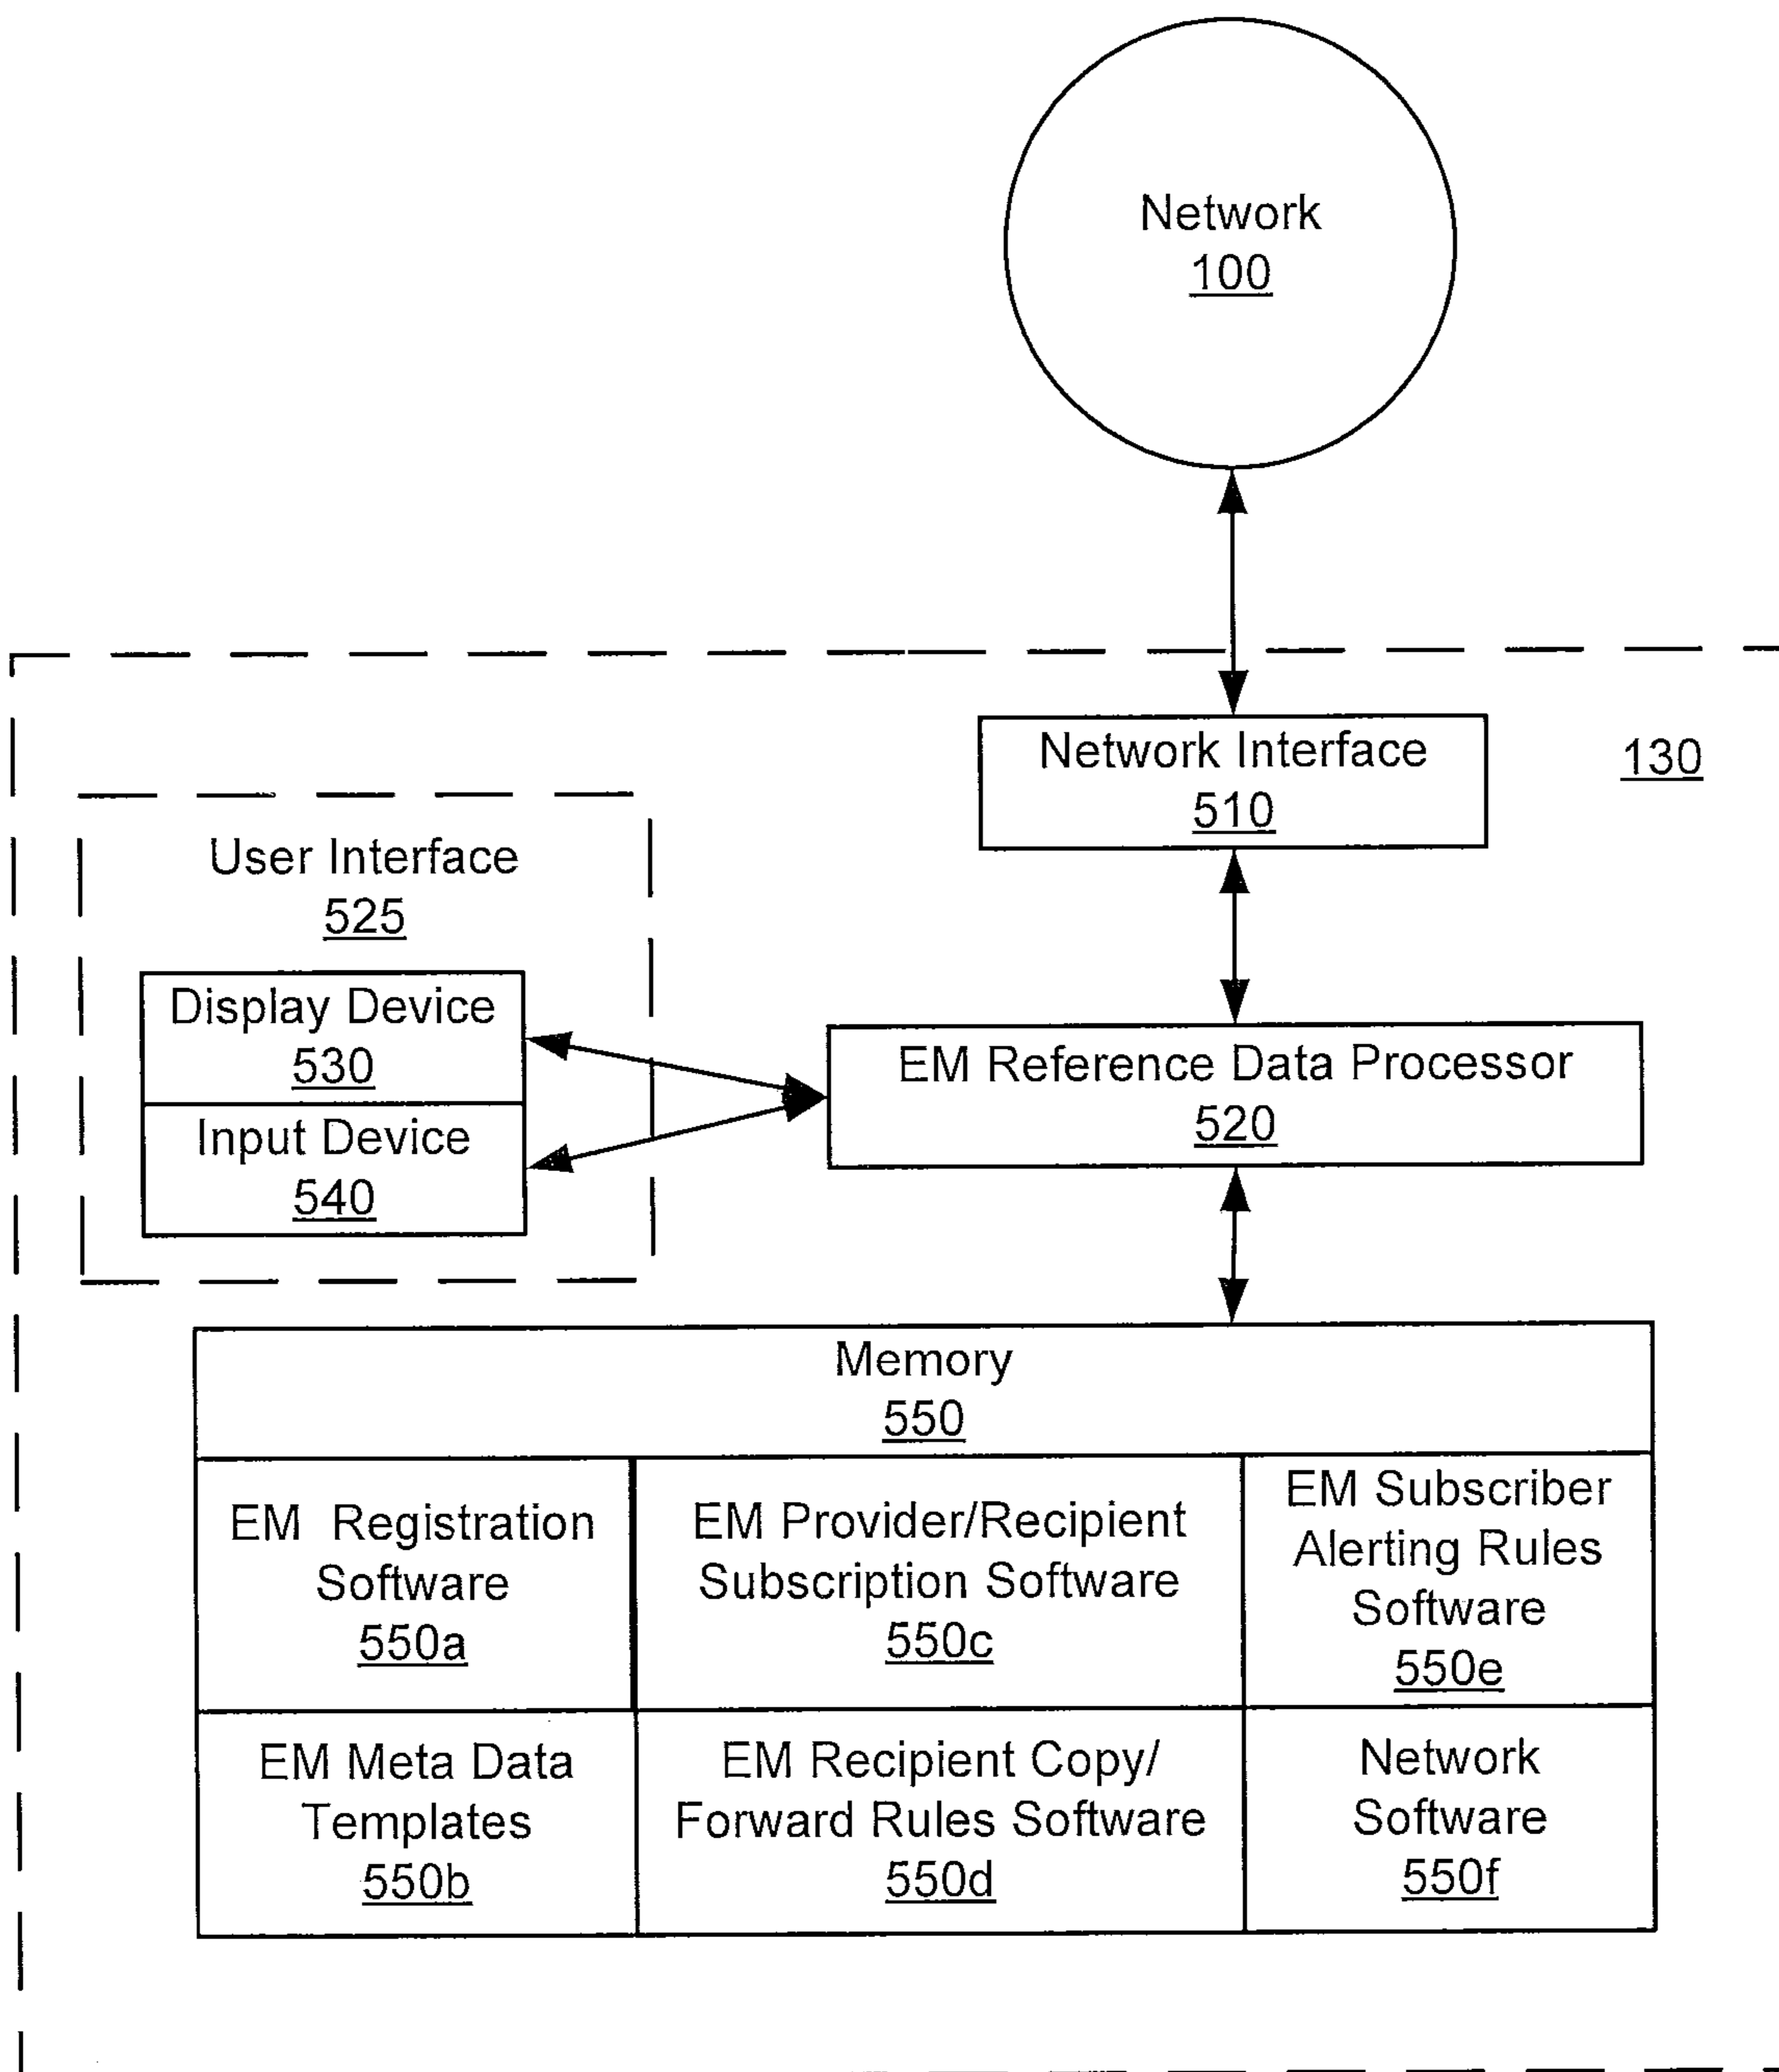 Network
100
Network Interface
510
130
User Interface
525
Display Device
530
Input Device
540
EM Reference Data Processor
520
Memory
550
EM Registration
Software
550a
EM Provider/Recipient
Subscription Software
550c
EM Subscriber
Alerting Rules
Software
550e
EM Meta Data
Templates
550b
EM Recipient Copy/
Forward Rules Software
550d
Network
Software
550f